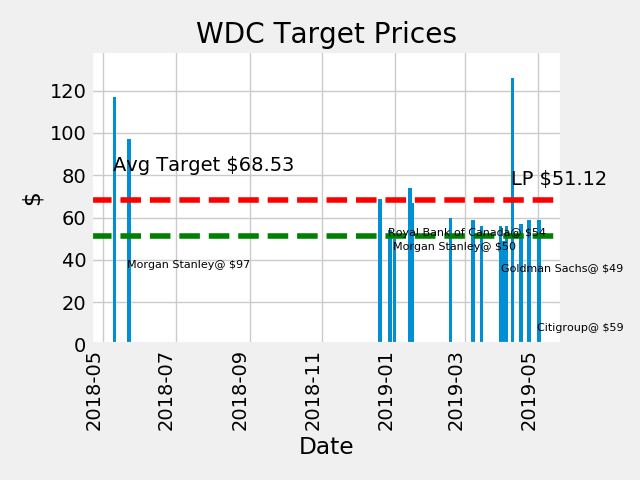 WDC Target Prices
120
100
80
60
40
20
0
$
Avg Target $68.53
LP $51.12
Royal Bank of Canada@ $54
Morgan Stanley@ $50
Morgan Stanley@ $97
Goldman Sachs@ $49
Citigroup@ $59
2018-05
2018-07
2018-09
2018-11
2019-01
2019-03
2019-05
Date